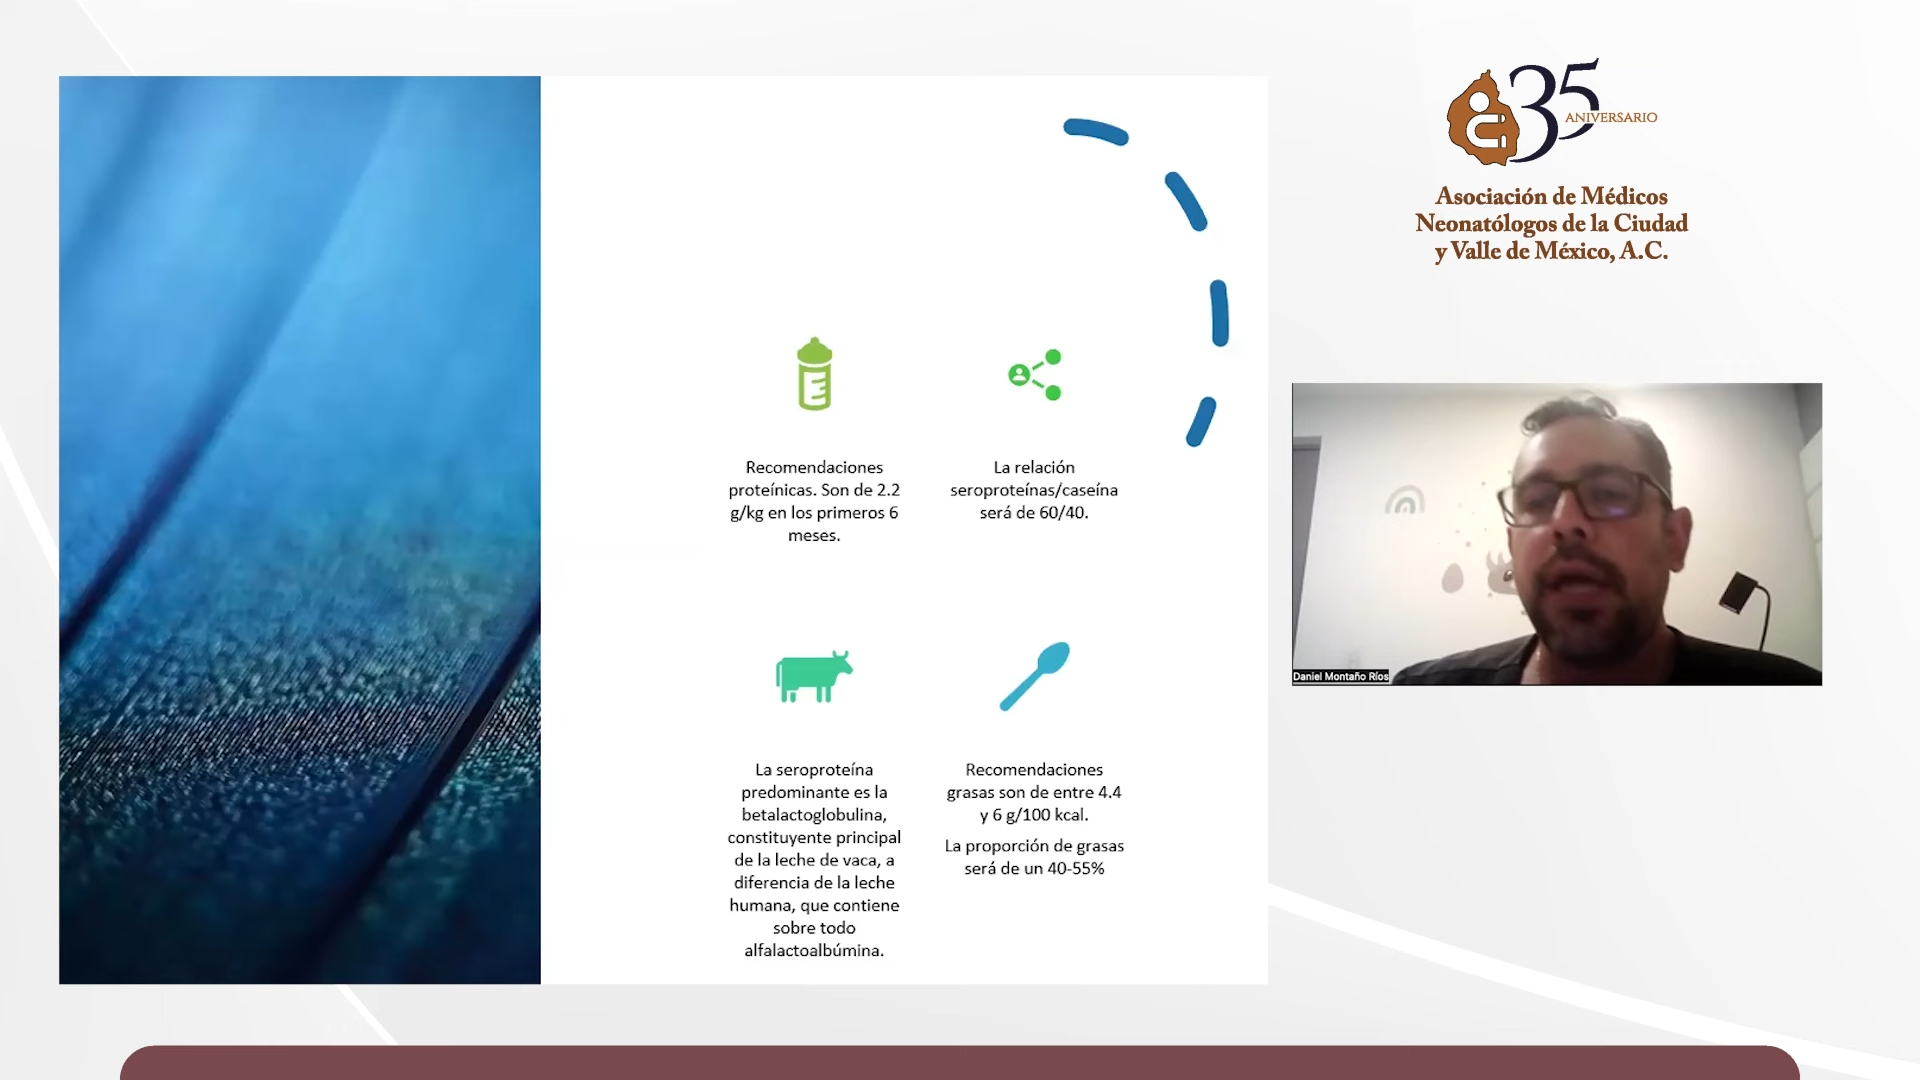 35
ANIVERSARIO
Asociación de Médicos
Neonatólogos de la Ciudad
y Valle de México, A.C.
Recomendaciones
proteínicas. Son de 2.2
g/kg en los primeros 6
meses.
La relación
seroproteínas/caseína
será de 60/40.
La seroproteína
predominante es la
betalactoglobulina,
constituyente principal
de la leche de vaca, a
diferencia de la leche
humana, que contiene
sobre todo
alfalactoalbúmina.
Recomendaciones
grasas son de entre 4.4
y 6 g/100 kcal.
La proporción de grasas
será de un 40-55%
Daniel Montaño Ríos